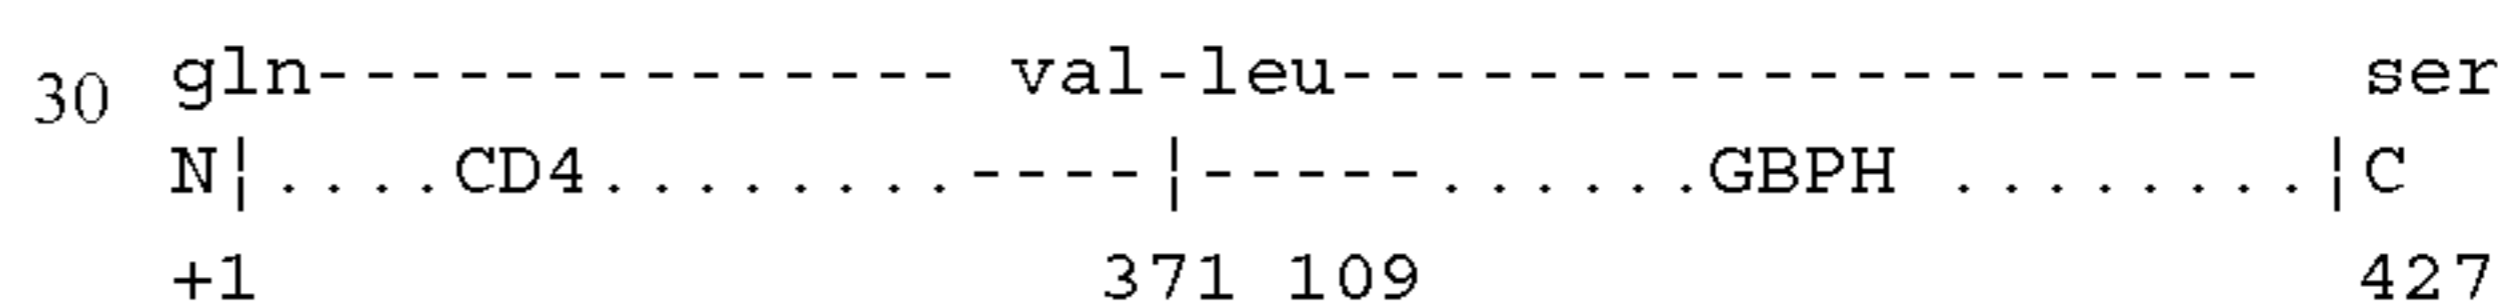 30 gln-------------- val-leu-------------------- ser
N¦....CD4........----¦-----......GBPH ........¦C
+1 371 109 427